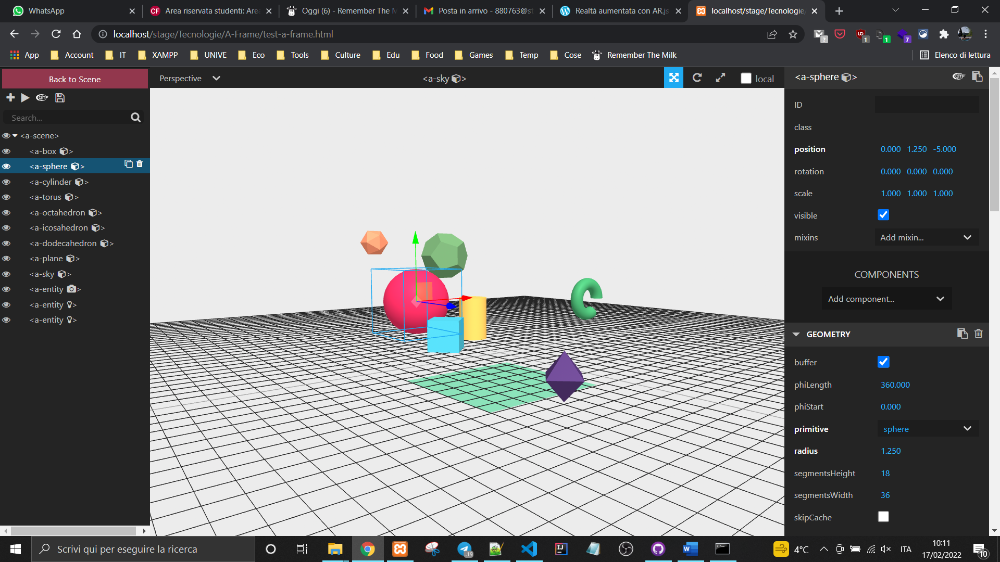 WhatsApp
CF Area riservata studenti: Area
Oggi (6) - Remember The M
Posta in arrivo - 880763@st
Realtà aumentata con AR.js
localhost/stage/Tecnologie/
localhost/stage/Tecnologie/A-Frame/test-a-frame.html
App Account IT XAMPP UNIVE Eco Tools Culture Edu Food Games Temp Cose Remember The Milk Elenco di lettura
Back to Scene
Perspective
<a-sky >
local
<a-sphere >
GLTF
GLTF
Search...
<a-scene>
<a-box >
<a-sphere >
<a-cylinder >
<a-torus >
<a-octahedron >
<a-icosahedron >
<a-dodecahedron >
<a-plane >
<a-sky >
<a-entity >
<a-entity >
<a-entity >
ID
class
position 0.000 1.250 -5.000
rotation 0.000 0.000 0.000
scale 1.000 1.000 1.000
visible
mixins Add mixin...
COMPONENTS
Add component...
GEOMETRY
buffer
phiLength 360.000
phiStart 0.000
primitive sphere
radius 1.250
segmentsHeight 18
segmentsWidth 36
skipCache
Scrivi qui per eseguire la ricerca
4°C
ITA
10:11
17/02/2022
10